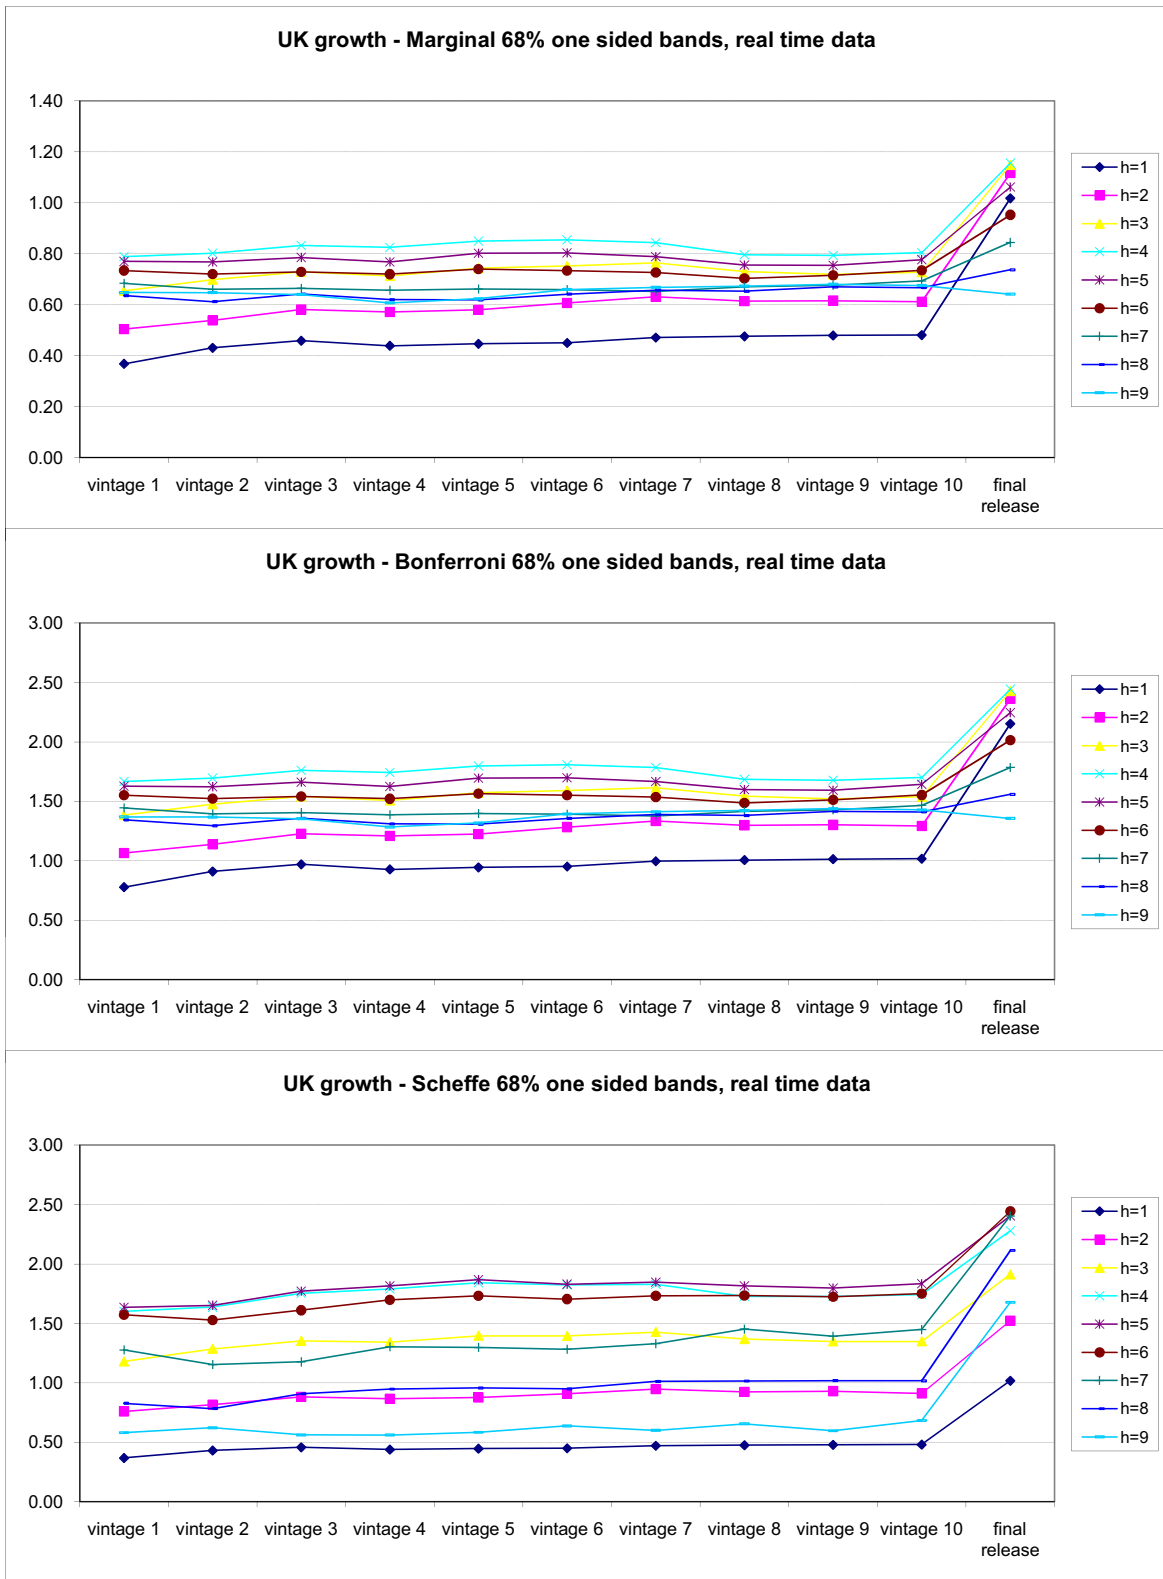 UK growth - Marginal 68% one sided bands, real time data
1.40
1.20
1.00
0.80
0.60
0.40
0.20
0.00
vintage 1 vintage 2 vintage 3 vintage 4 vintage 5 vintage 6 vintage 7 vintage 8 vintage 9 vintage 10 final
release
h=1
h=2
h=3
h=4
h=5
h=6
h=7
h=8
h=9
UK growth - Bonferroni 68% one sided bands, real time data
3.00
2.50
2.00
1.50
1.00
0.50
0.00
vintage 1 vintage 2 vintage 3 vintage 4 vintage 5 vintage 6 vintage 7 vintage 8 vintage 9 vintage 10 final
release
h=1
h=2
h=3
h=4
h=5
h=6
h=7
h=8
h=9
UK growth - Scheffe 68% one sided bands, real time data
3.00
2.50
2.00
1.50
1.00
0.50
0.00
vintage 1 vintage 2 vintage 3 vintage 4 vintage 5 vintage 6 vintage 7 vintage 8 vintage 9 vintage 10 final
release
h=1
h=2
h=3
h=4
h=5
h=6
h=7
h=8
h=9